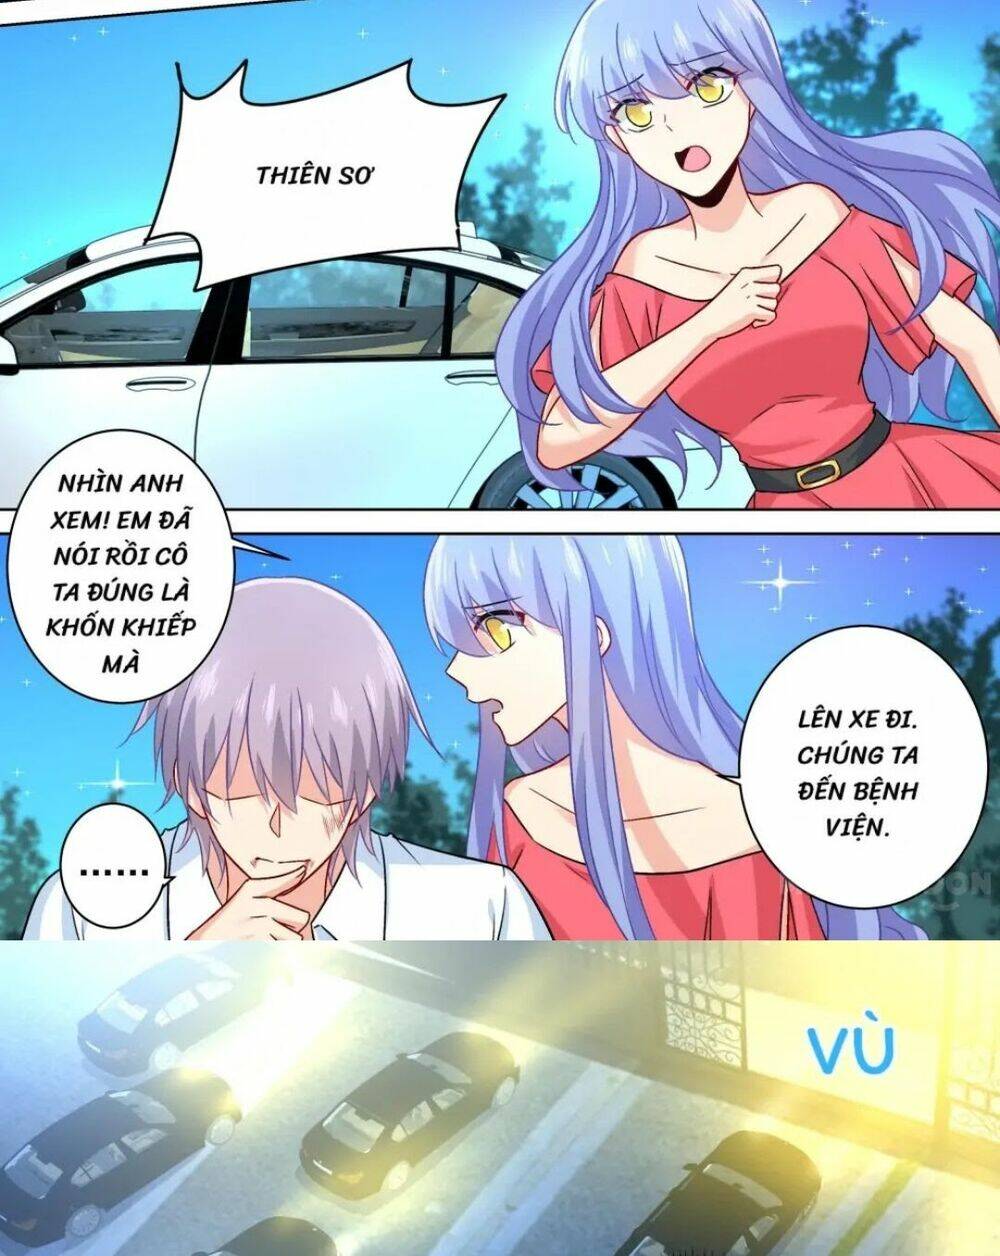 THIÊN SƠ
NHÌN ANH
XEM! EM ĐÃ
NÓI RỒI CÔ
TA ĐÚNG LÀ
KHỐN KHIẾP
MÀ
LÊN XE ĐI.
CHÚNG TA
ĐẾN BỆNH
VIỆN.
......
VÙ